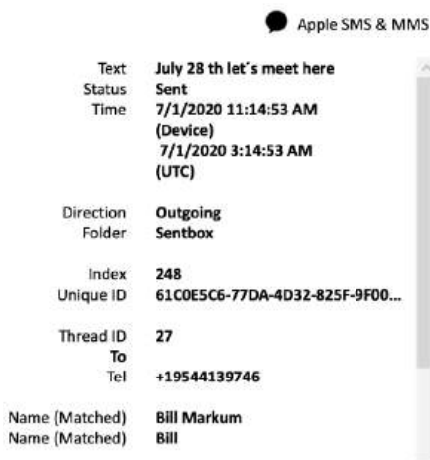 Apple SMS & MMS
Text July 28 th let´s meet here
Status Sent
Time 7/1/2020 11:14:53 AM
(Device)
7/1/2020 3:14:53 AM
(UTC)
Direction Outgoing
Folder Sentbox
Index 248
Unique ID 61C0E5C6-77DA-4D32-825F-9F00...
Thread ID 27
To
Tel +19544139746
Name (Matched) Bill Markum
Name (Matched) Bill